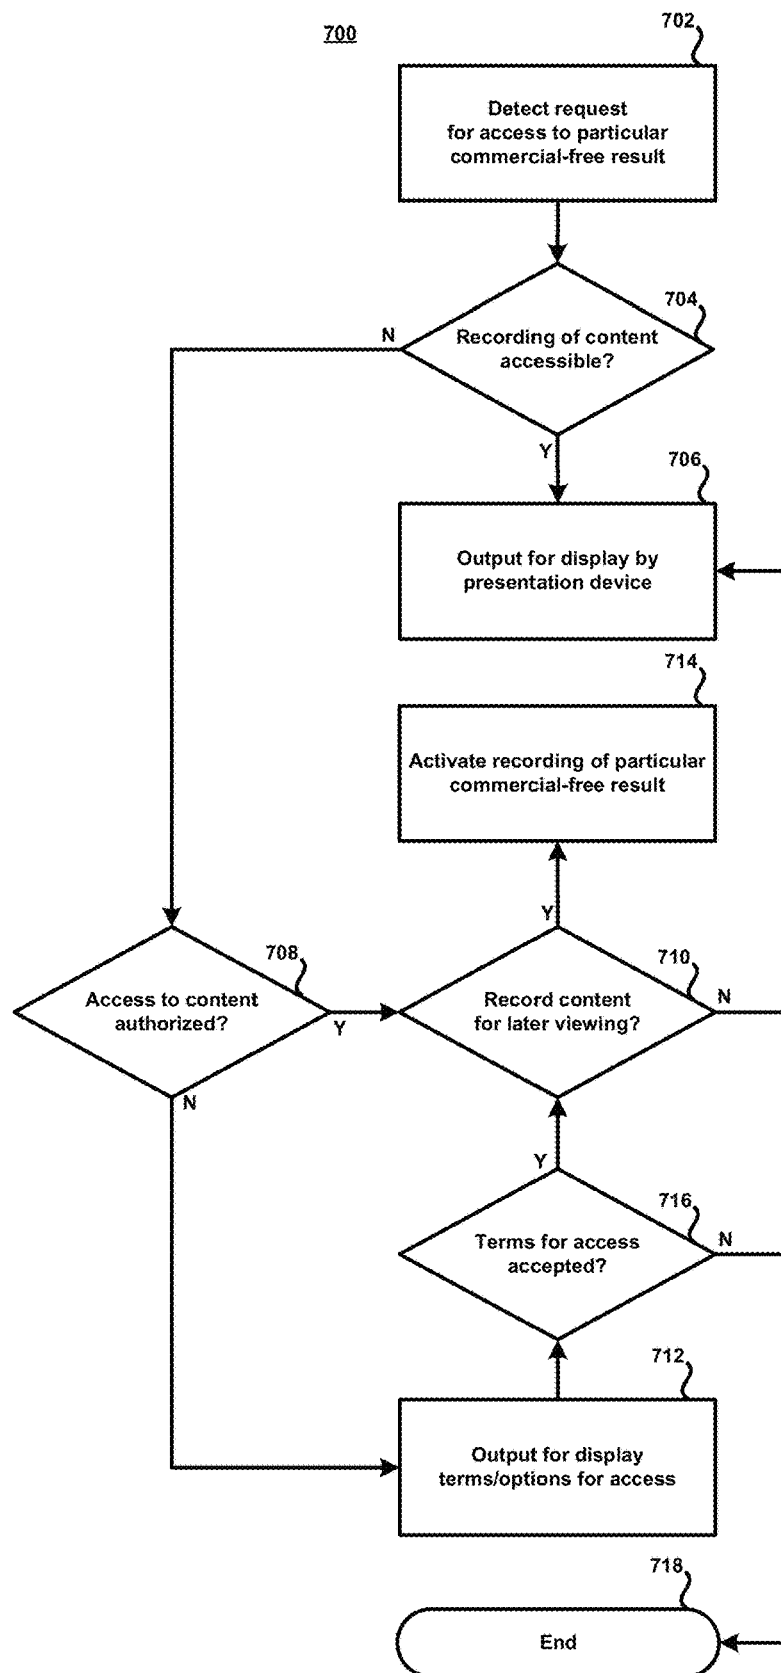 700
702
Detect request
for access to particular
commercial-free result
704
N
Recording of content
accessible?
Y
706
Output for display by
presentation device
714
Activate recording of particular
commercial-free result
Y
708
Access to content
authorized?
Y
N
710
Record content
for later viewing?
N
Y
716
Terms for access
accepted?
N
712
Output for display
terms/options for access
718
End